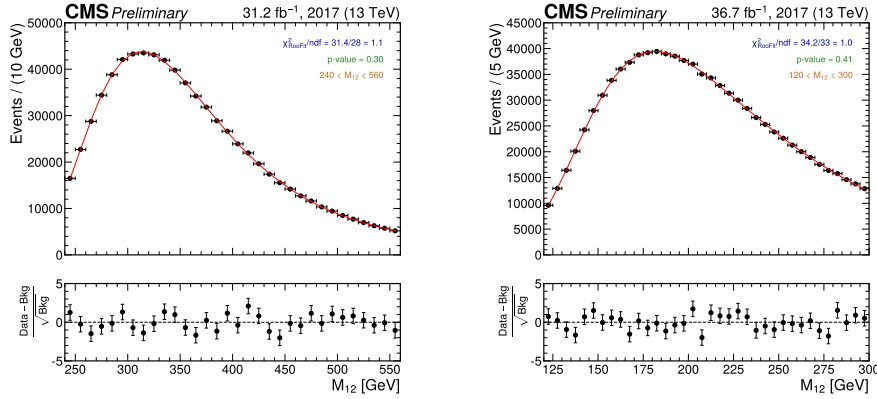 CMS Preliminary 31.2 fb⁻¹, 2017 (13 TeV)
Events / (10 GeV)
50000
40000
30000
20000
10000
0
χ²RooFit/ndf = 31.4/28 = 1.1
p-value = 0.30
240 < M12 < 560
Data − Bkg
√Bkg
5
0
-5
250 300 350 400 450 500 550
M12 [GeV]
CMS Preliminary 36.7 fb⁻¹, 2017 (13 TeV)
Events / (5 GeV)
45000
40000
35000
30000
25000
20000
15000
10000
5000
0
χ²RooFit/ndf = 34.2/33 = 1.0
p-value = 0.41
120 < M12 < 300
Data − Bkg
√Bkg
5
0
-5
125 150 175 200 225 250 275 300
M12 [GeV]